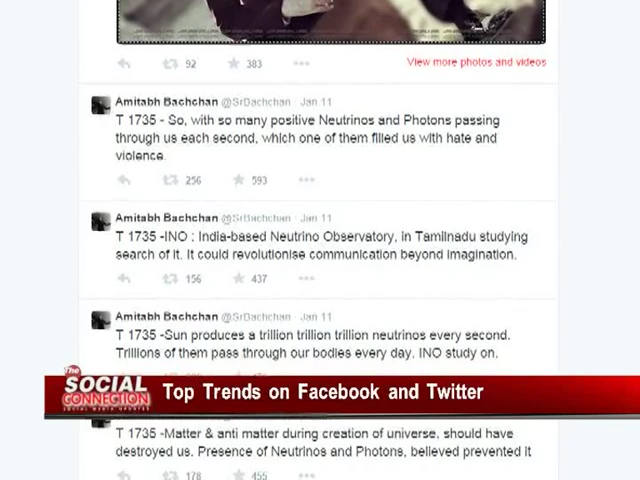 92 383 View more photos and videos
Amitabh Bachchan @SrBachchan · Jan 11
T 1735 - So, with so many positive Neutrinos and Photons passing
through us each second, which one of them filled us with hate and
violence.
256 593
Amitabh Bachchan @SrBachchan · Jan 11
T 1735 -INO : India-based Neutrino Observatory, in Tamilnadu studying
search of it. It could revolutionise communication beyond imagination.
156 437
Amitabh Bachchan @SrBachchan · Jan 11
T 1735 -Sun produces a trillion trillion trillion neutrinos every second.
Trillions of them pass through our bodies every day. INO study on.
The
SOCIAL
CONNECTION
SOCIAL MEDIA UPDATES
Top Trends on Facebook and Twitter
T 1735 -Matter & anti matter during creation of universe, should have
destroyed us. Presence of Neutrinos and Photons, believed prevented it
178 455